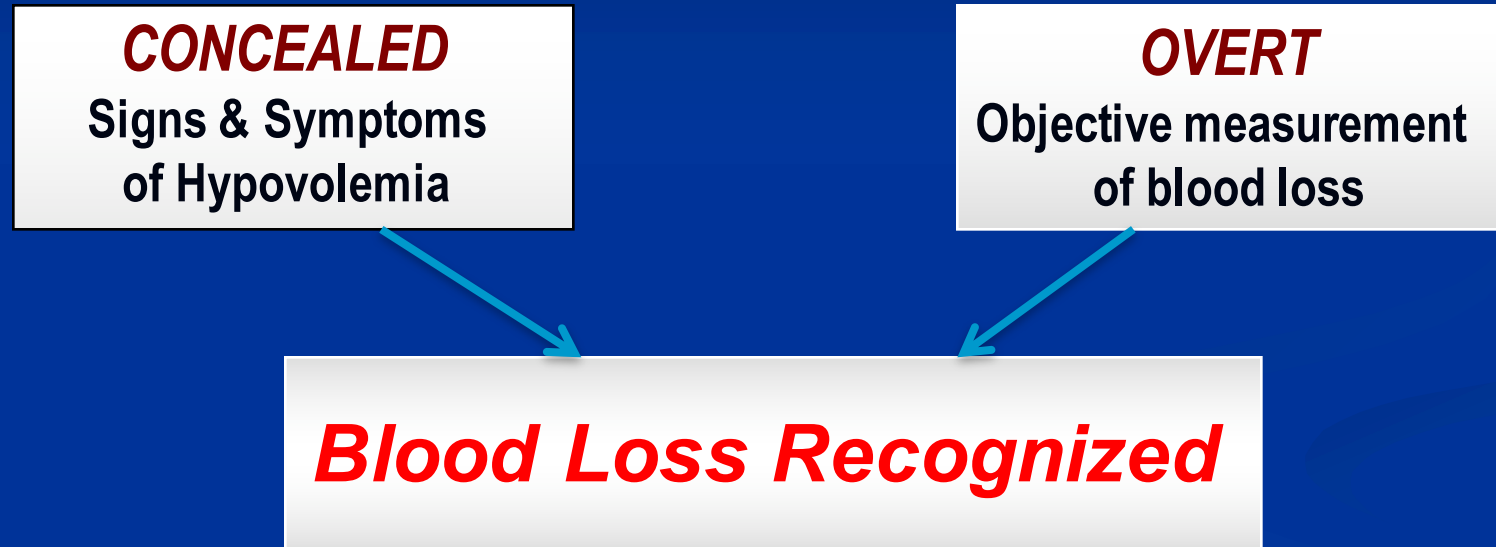 CONCEALED
Signs & Symptoms
of Hypovolemia
OVERT
Objective measurement
of blood loss
Blood Loss Recognized